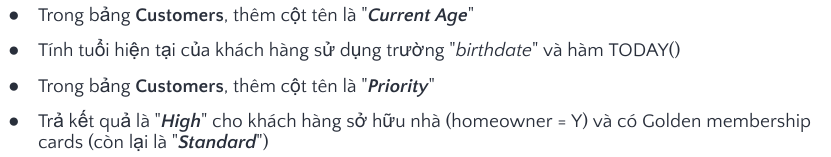 ● Trong bảng Customers, thêm cột tên là "Current Age"
● Tính tuổi hiện tại của khách hàng sử dụng trường "birthdate" và hàm TODAY()
● Trong bảng Customers, thêm cột tên là "Priority"
● Trả kết quả là "High" cho khách hàng sở hữu nhà (homeowner = Y) và có Golden membership
cards (còn lại là "Standard")